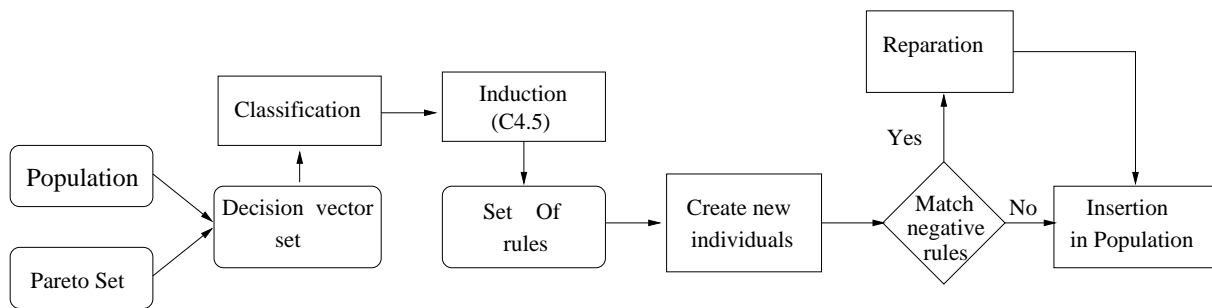 Population
Pareto Set
Decision vector
set
Classification
Induction
(C4.5)
Set Of
rules
Create new
individuals
Match
negative
rules
Yes
No
Reparation
Insertion
in Population